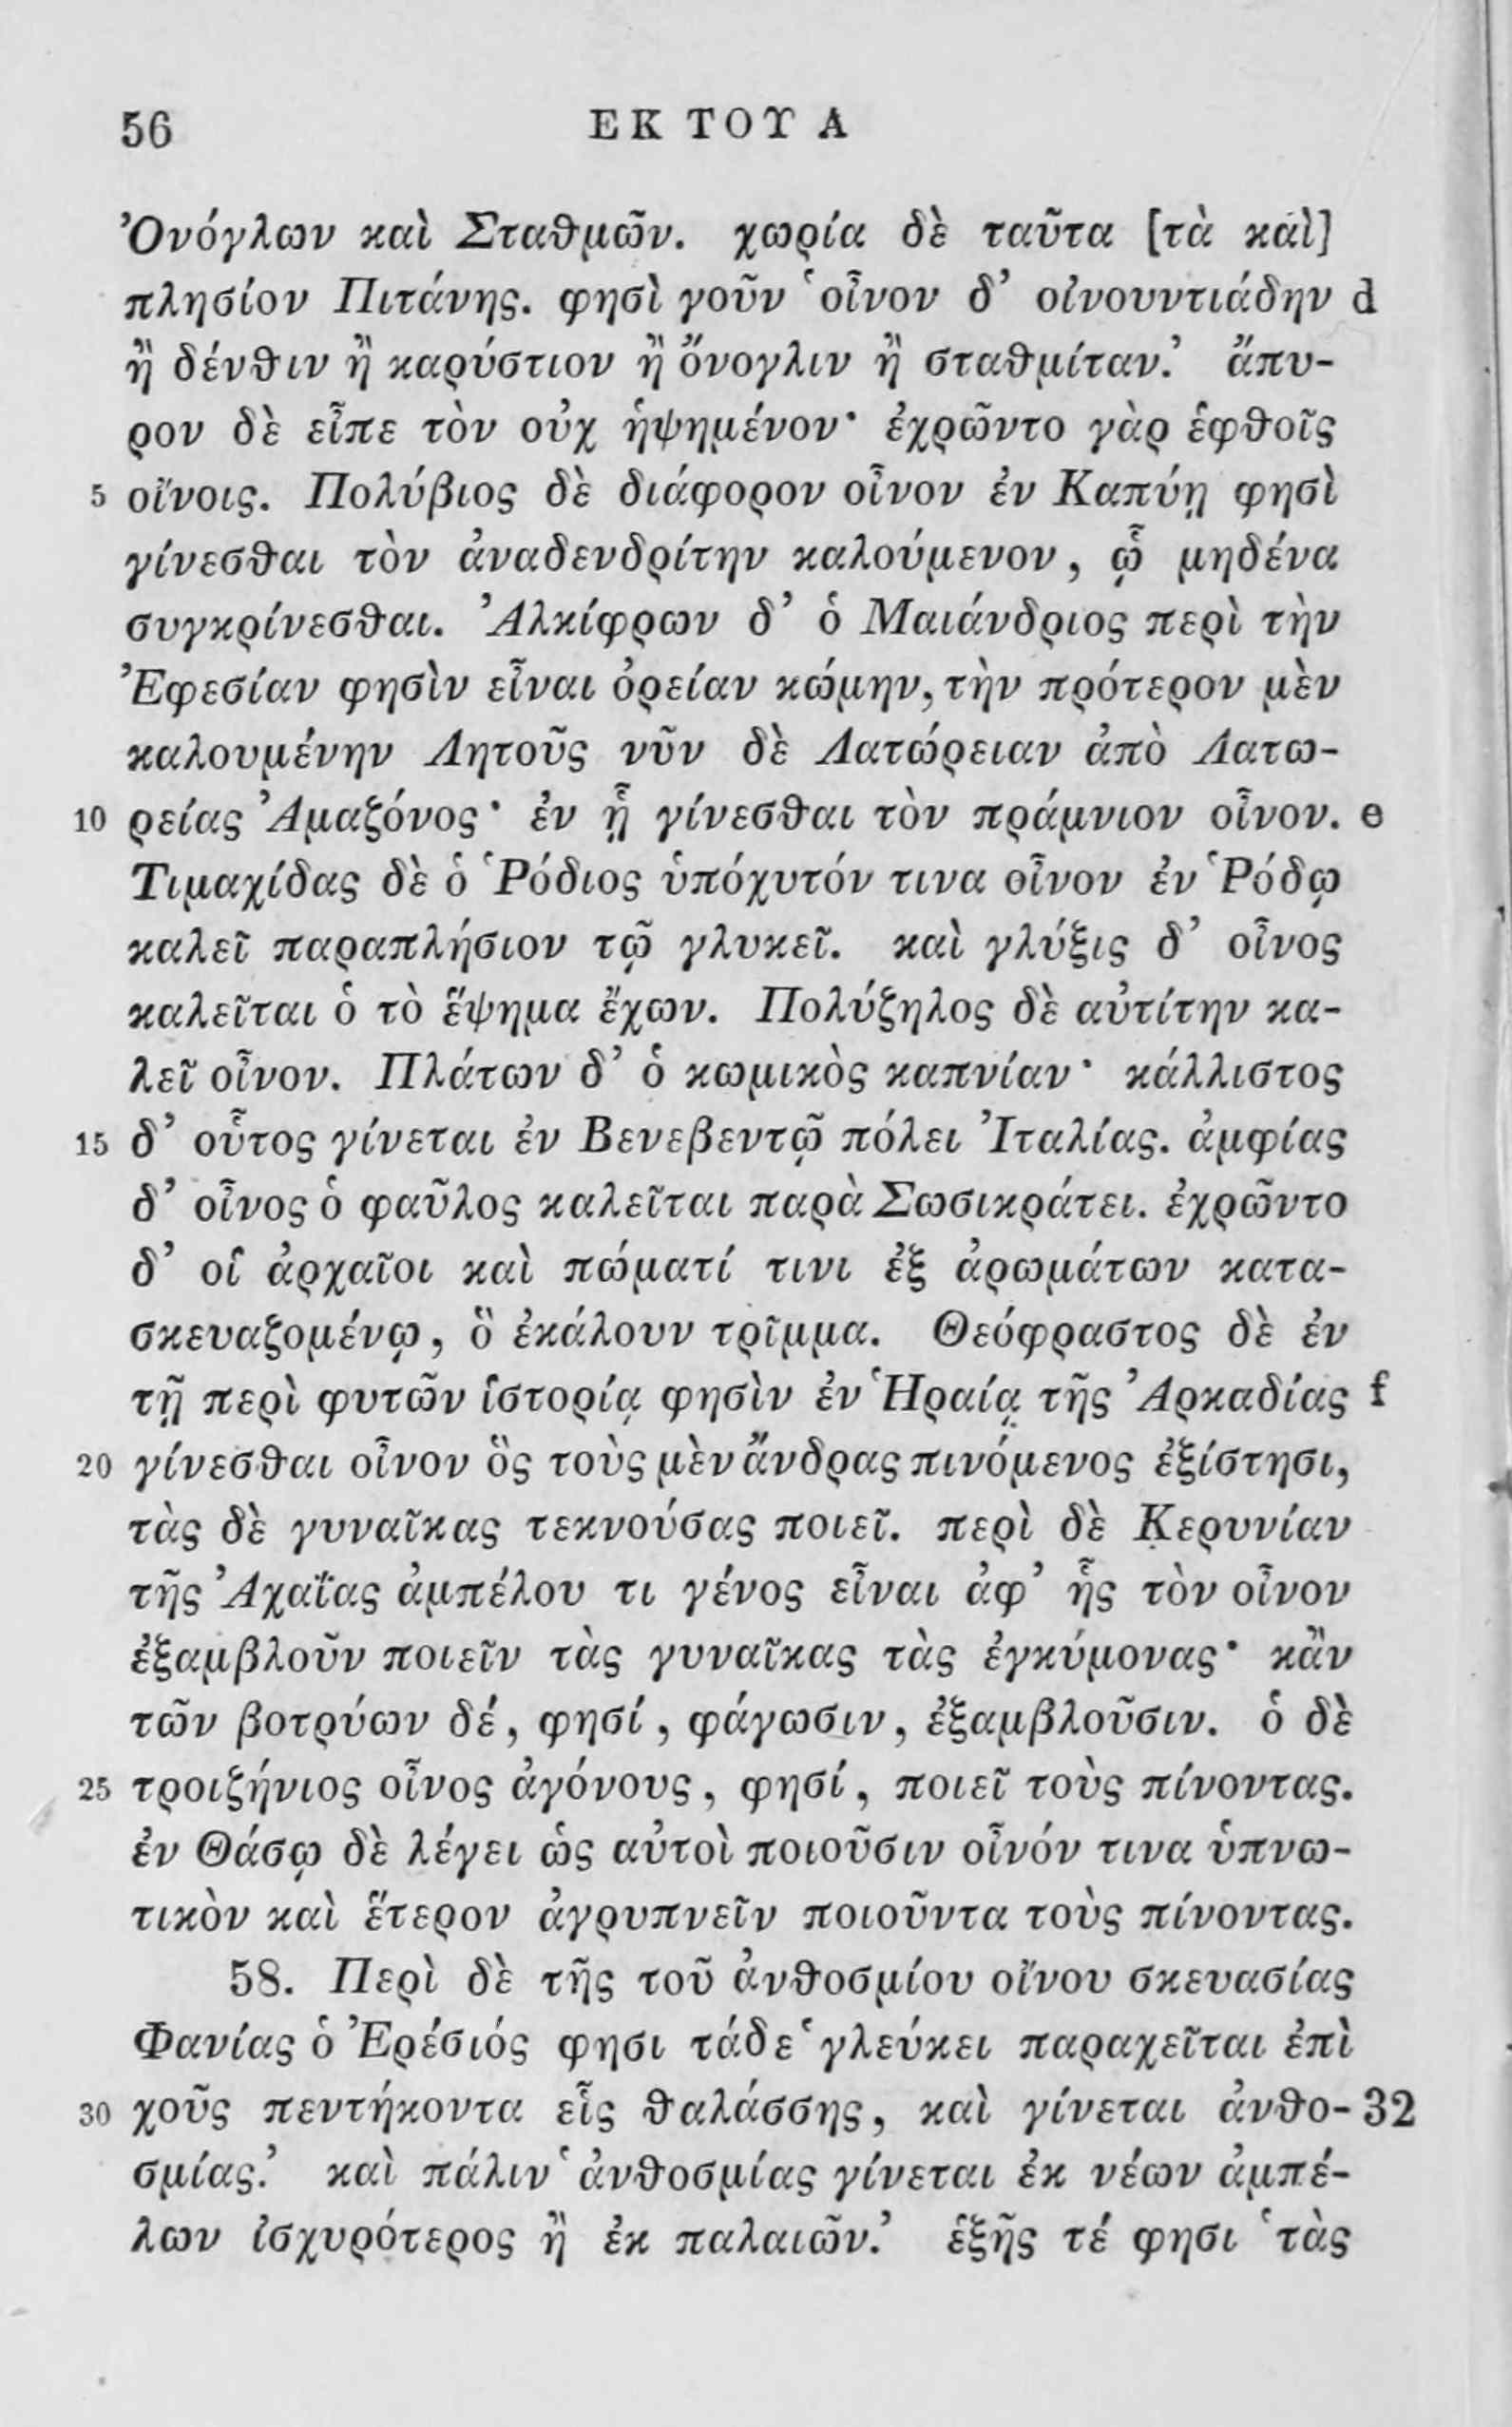 56 ΕΚ ΤΟΥ Α
Ὀνόγλων καὶ Σταθμῶν. χωρία δὲ ταῦτα [τὰ καὶ]
πλησίον Πιτάνης. φησὶ γοῦν ‘οἶνον δ’ οἰνουντιάδην d
ἢ δένθιν ἢ καρύστιον ἢ ὄνογλιν ἢ σταθμίταν.’ ἄπυ-
ρον δὲ εἶπε τὸν οὐχ ἡψημένον· ἐχρῶντο γὰρ ἑφθοῖς
5 οἴνοις. Πολύβιος δὲ διάφορον οἶνον ἐν Καπύῃ φησὶ
γίνεσθαι τὸν ἀναδενδρίτην καλούμενον, ᾧ μηδένα
συγκρίνεσθαι. Ἀλκίφρων δ’ ὁ Μαιάνδριος περὶ τὴν
Ἐφεσίαν φησὶν εἶναι ὀρείαν κώμην, τὴν πρότερον μὲν
καλουμένην Λητοῦς νῦν δὲ Λατώρειαν ἀπὸ Λατω-
10 ρείας Ἀμαζόνος· ἐν ᾗ γίνεσθαι τὸν πράμνιον οἶνον. e
Τιμαχίδας δὲ ὁ Ῥόδιος ὑπόχυτόν τινα οἶνον ἐν Ῥόδῳ
καλεῖ παραπλήσιον τῷ γλυκεῖ. καὶ γλύξις δ’ οἶνος
καλεῖται ὁ τὸ ἕψημα ἔχων. Πολύζηλος δὲ αὐτίτην κα-
λεῖ οἶνον. Πλάτων δ’ ὁ κωμικὸς καπνίαν· κάλλιστος
15 δ’ οὗτος γίνεται ἐν Βενεβεντῷ πόλει Ἰταλίας. ἀμφίας
δ’ οἶνος ὁ φαῦλος καλεῖται παρὰ Σωσικράτει. ἐχρῶντο
δ’ οἱ ἀρχαῖοι καὶ πώματί τινι ἐξ ἀρωμάτων κατα-
σκευαζομένῳ, ὃ ἐκάλουν τρῖμμα. Θεόφραστος δὲ ἐν
τῇ περὶ φυτῶν ἱστορίᾳ φησὶν ἐν Ἡραίᾳ τῆς Ἀρκαδίας f
20 γίνεσθαι οἶνον ὃς τοὺς μὲν ἄνδρας πινόμενος ἐξίστησι,
τὰς δὲ γυναῖκας τεκνούσας ποιεῖ. περὶ δὲ Κερυνίαν
τῆς Ἀχαΐας ἀμπέλου τι γένος εἶναι ἀφ’ ἧς τὸν οἶνον
ἐξαμβλοῦν ποιεῖν τὰς γυναῖκας τὰς ἐγκύμονας· κἂν
τῶν βοτρύων δέ, φησί, φάγωσιν, ἐξαμβλοῦσιν. ὁ δὲ
25 τροιζήνιος οἶνος ἀγόνους, φησί, ποιεῖ τοὺς πίνοντας.
ἐν Θάσῳ δὲ λέγει ὡς αὐτοὶ ποιοῦσιν οἶνόν τινα ὑπνω-
τικὸν καὶ ἕτερον ἀγρυπνεῖν ποιοῦντα τοὺς πίνοντας.
58. Περὶ δὲ τῆς τοῦ ἀνθοσμίου οἴνου σκευασίας
Φανίας ὁ Ἐρέσιός φησι τάδε ‘γλεύκει παραχεῖται ἐπὶ
30 χοῦς πεντήκοντα εἷς θαλάσσης, καὶ γίνεται ἀνθο- 32
σμίας.’ καὶ πάλιν ‘ἀνθοσμίας γίνεται ἐκ νέων ἀμπέ-
λων ἰσχυρότερος ἢ ἐκ παλαιῶν.’ ἑξῆς τέ φησι ‘τὰς